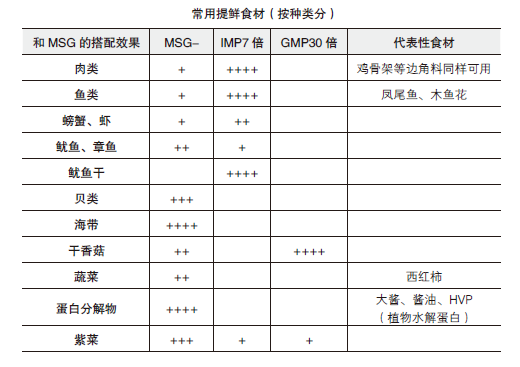 常用提鲜食材（按种类分）
和 MSG 的搭配效果 MSG– IMP7 倍 GMP30 倍 代表性食材
肉类 + ++++ 鸡骨架等边角料同样可用
鱼类 + ++++ 凤尾鱼、木鱼花
螃蟹、虾 + ++
鱿鱼、章鱼 ++ +
鱿鱼干 ++++
贝类 +++
海带 ++++
干香菇 ++ ++++
蔬菜 ++ 西红柿
蛋白分解物 ++++ 大酱、酱油、HVP
（植物水解蛋白）
紫菜 +++ + +